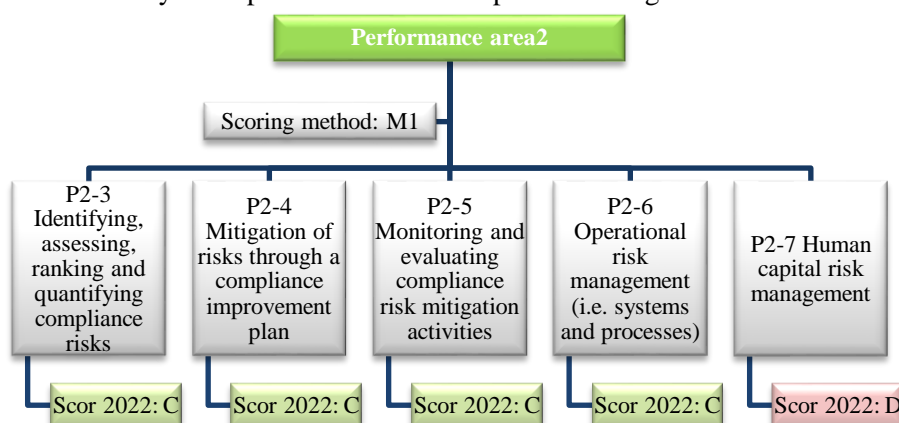 Performance area2
Scoring method: M1
P2-3
Identifying,
assessing,
ranking and
quantifying
compliance
risks
P2-4
Mitigation of
risks through a
compliance
improvement
plan
P2-5
Monitoring and
evaluating
compliance
risk mitigation
activities
P2-6
Operational
risk
management
(i.e. systems
and processes)
P2-7 Human
capital risk
management
Scor 2022: C
Scor 2022: C
Scor 2022: C
Scor 2022: C
Scor 2022: D